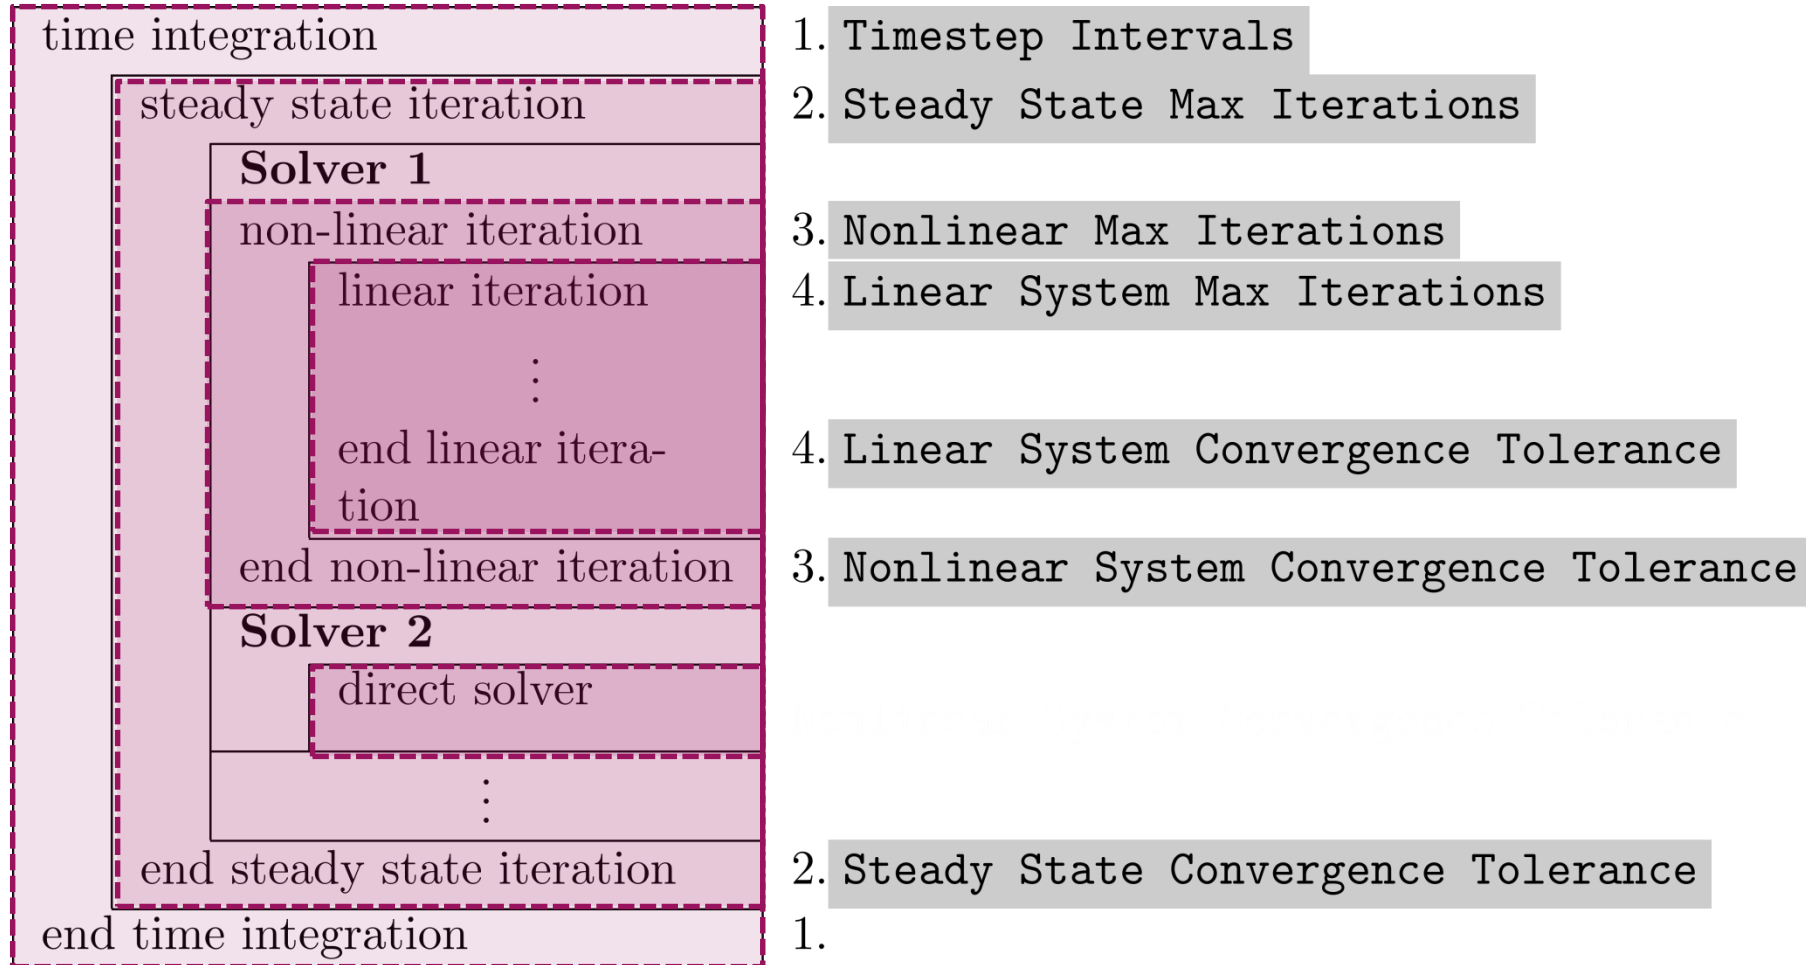 time integration 1. Timestep Intervals
steady state iteration 2. Steady State Max Iterations
Solver 1
non-linear iteration 3. Nonlinear Max Iterations
linear iteration 4. Linear System Max Iterations
⋮
end linear itera- 4. Linear System Convergence Tolerance
tion
end non-linear iteration 3. Nonlinear System Convergence Tolerance
Solver 2
direct solver
⋮
end steady state iteration 2. Steady State Convergence Tolerance
end time integration 1.